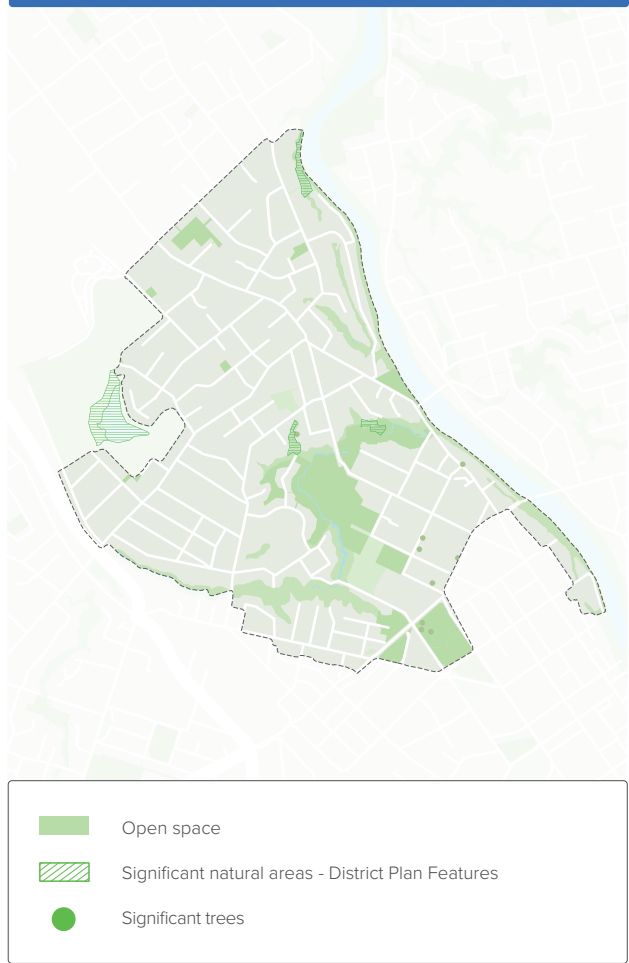 Open space
Significant natural areas - District Plan Features
Significant trees